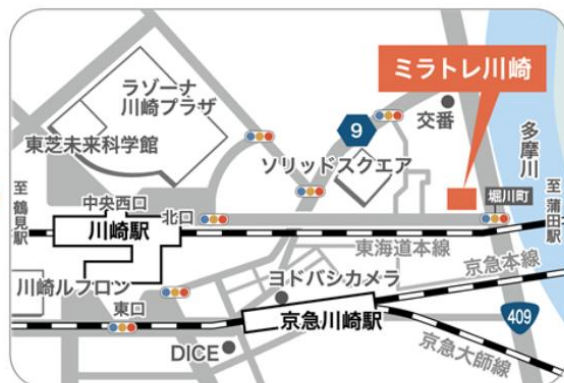 ミラトレ川崎
ラゾーナ
川崎プラザ
9
交番
東芝未来科学館
ソリッドスクエア
多摩川
至鶴見駅
中央西口
北口
堀川町
至蒲田駅
川崎駅
東海道本線
京急本線
川崎ルフロン
ヨドバシカメラ
東口
京急川崎駅
409
DICE
京急大師線